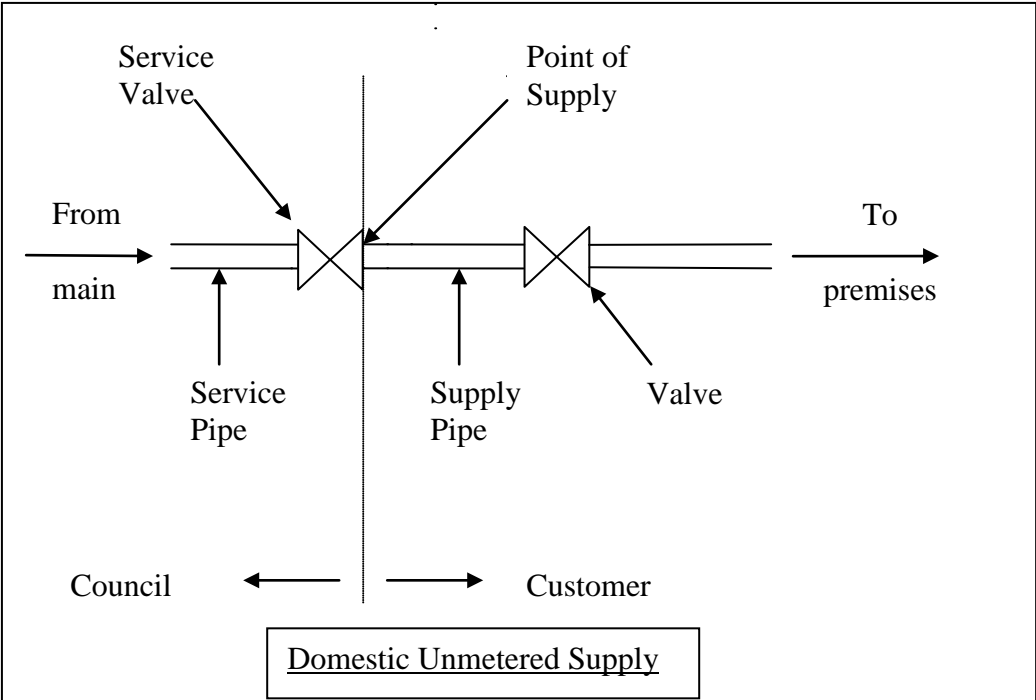 Service
Valve
Point of
Supply
From
main
To
premises
Service
Pipe
Supply
Pipe
Valve
Council
Customer
Domestic Unmetered Supply